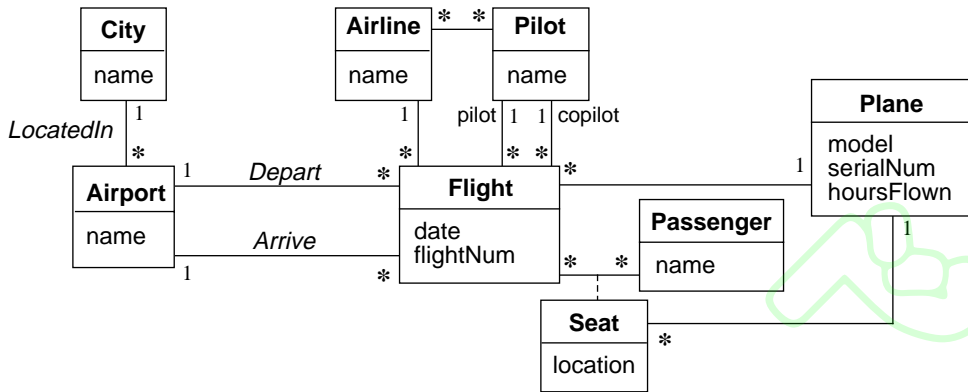 City
name
Airline
name
* *
Pilot
name
1
LocatedIn
*
1
*
pilot 1 1 copilot
* *
Plane
model
serialNum
hoursFlown
1
Airport
name
1 Depart *
Flight
date
flightNum
* 1
1 Arrive *
Passenger
name
* *
Seat
location
*